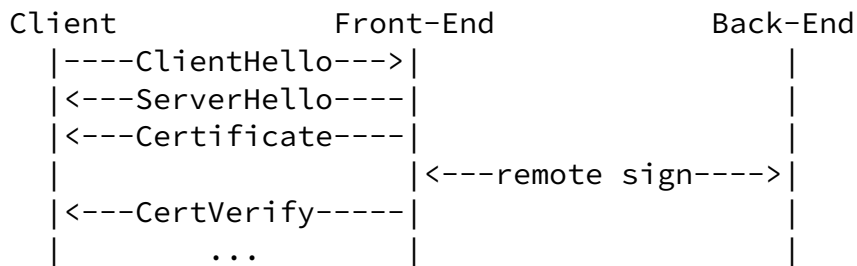 Client            Front-End            Back-End
  |----ClientHello--->|                    |
  |<---ServerHello----|                    |
  |<---Certificate----|                    |
  |                   |<---remote sign---->|
  |<---CertVerify-----|                    |
  |        ...        |                    |